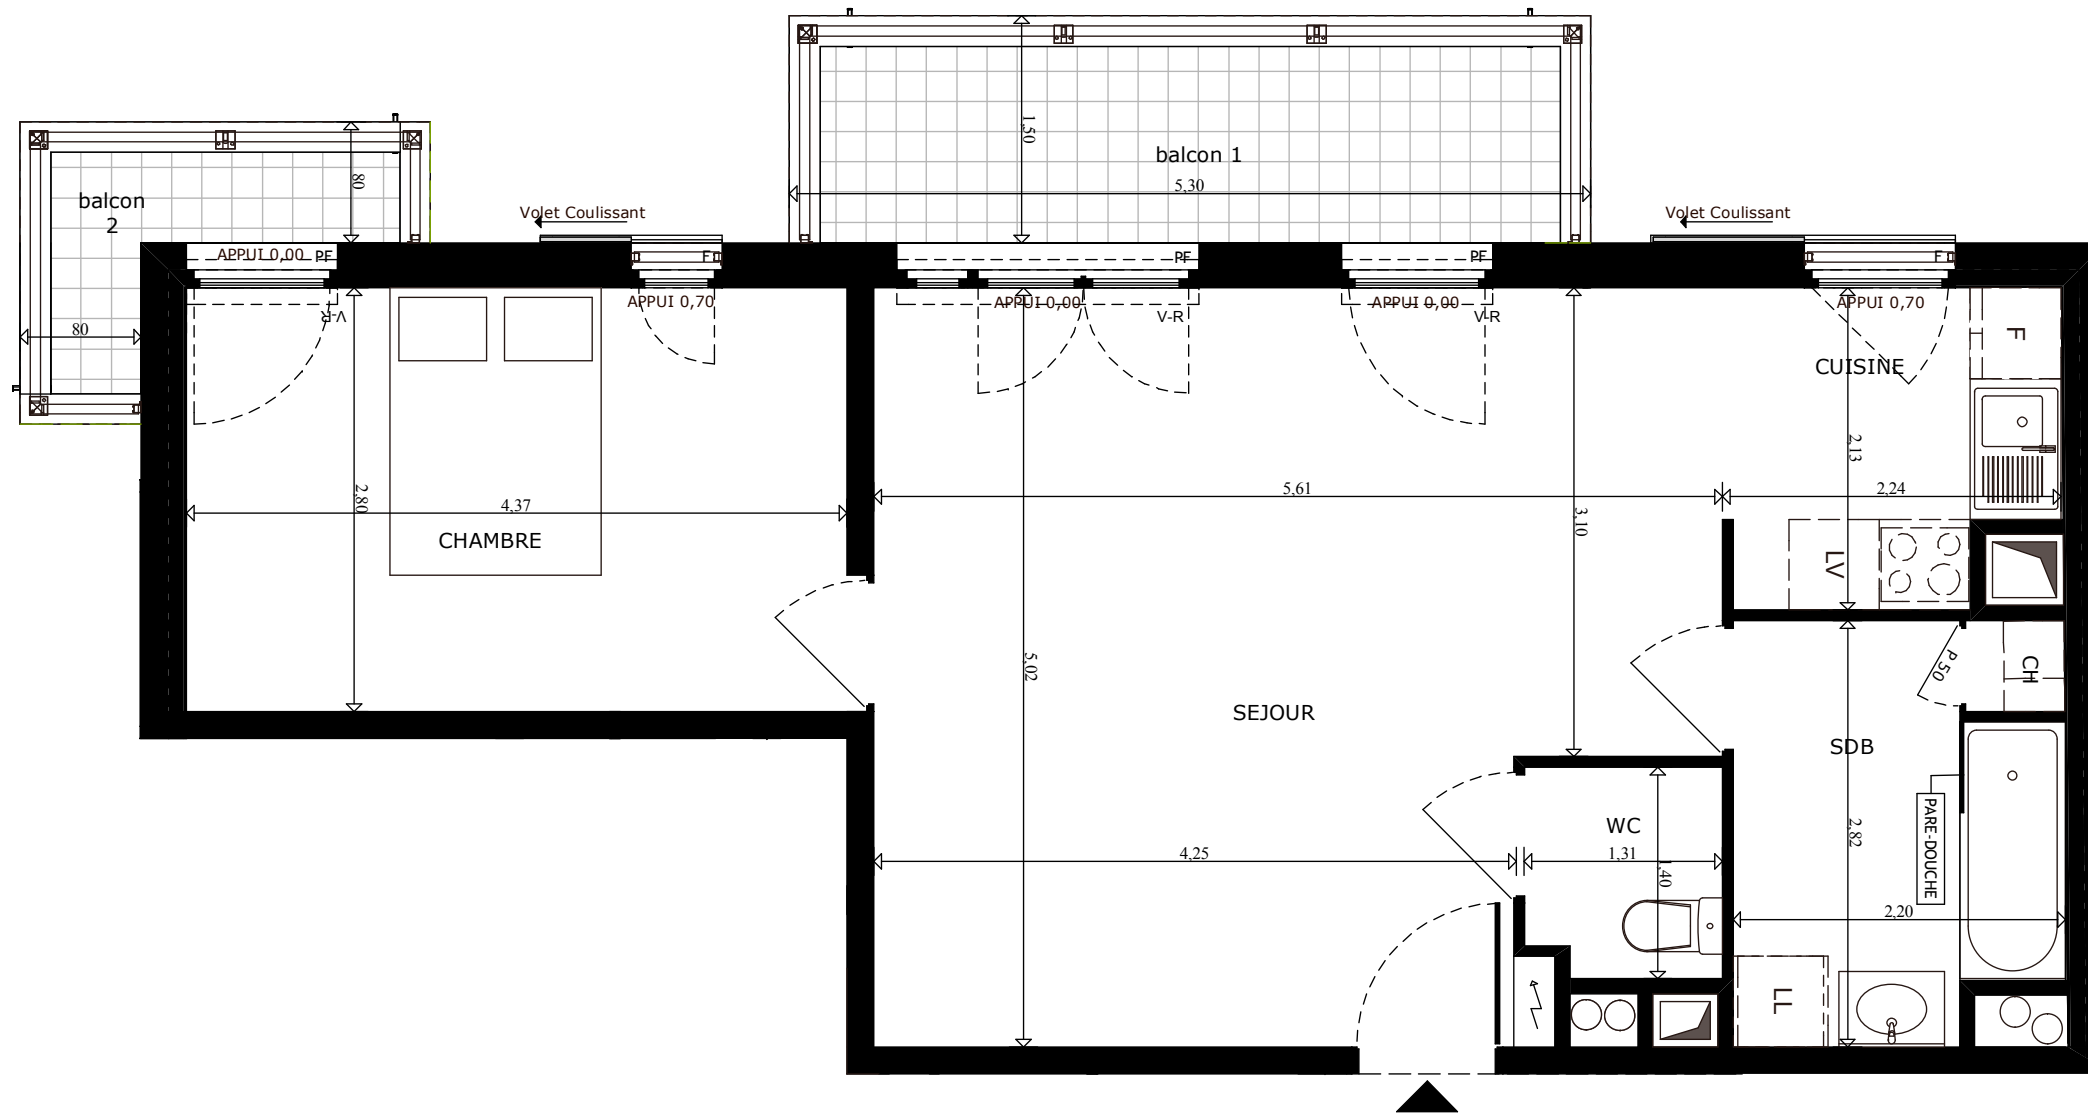 1,50
balcon 1
5,30
80
balcon
2
80
Volet Coulissant
Volet Coulissant
APPUI 0,00
PF
F
PF
PF
F
APPUI 0,70
APPUI 0,00
APPUI 0,00
APPUI 0,70
V-R
V-R
V-R
F
CUISINE
2,13
2,80
4,37
5,61
2,24
3,10
CHAMBRE
LV
5,02
P 50
CH
SEJOUR
SDB
WC
PARE-DOUCHE
2,82
4,25
1,31
1,40
2,20
LL